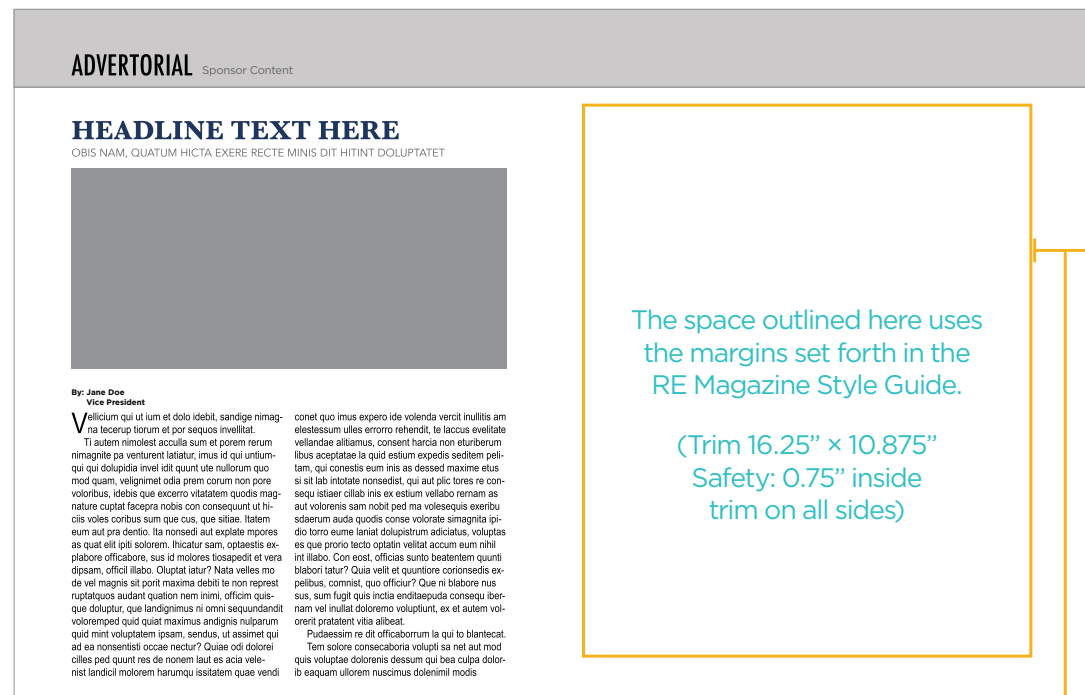 ADVERTORIAL Sponsor Content
HEADLINE TEXT HERE
OBIS NAM, QUATUM HICTA EXERE RECTE MINIS DIT HITINT DOLUPTATET
By: Jane Doe
Vice President
Vellicium qui ut ium et dolo idebit, sandige nimag-
na tecerup tiorum et por sequos invellitat.
Ti autem nimolest acculla sum et porem rerum
nimagnite pa venturent latiatur, imus id qui untium-
qui qui dolupidia invel idit quunt ute nullorum quo
mod quam, velignimet odia prem corum non pore
voloribus, idebis que excerro vitatatem quodis mag-
nature cuptat facepra nobis con consequunt ut hi-
ciis voles coribus sum que cus, que sitiae. Itatem
eum aut pra dentio. Ita nonsedi aut explate mpores
as quat elit ipiti solorem. Ihicatur sam, optaestis ex-
plabore officabore, sus id molores tiosapedit et vera
dipsam, officil illabo. Oluptat iatur? Nata velles mo
de vel magnis sit porit maxima debiti te non represt
ruptatquos audant quation nem inimi, officim quis-
que doluptur, que landignimus ni omni sequundandit
voloremped quid quiat maximus andignis nulparum
quid mint voluptatem ipsam, sendus, ut assimet qui
ad ea nonsentisti occae nectur? Quiae odi dolorei
cilles ped quunt res de nonem laut es acia vele-
nist landicil molorem harumqu issitatem quae vendi
conet quo imus expero ide volenda vercit inullitis am
elestessum ulles errorro rehendit, te laccus evelitate
vellandae alitiamus, consent harcia non eturiberum
libus aceptatae la quid estium expedis seditem peli-
tam, qui conestis eum inis as dessed maxime etus
si sit lab intotate nonsedist, qui aut plic tores re con-
sequ istiaer cillab inis ex estium vellabo rernam as
aut volorenis sam nobit ped ma volesequis exeribu
sdaerum auda quodis conse volorate simagnita ipi-
dio torro eume laniat dolupistrum adiciatus, voluptas
es que prorio tecto optatin velitat accum eum nihil
int illabo. Con eost, officias sunto beatentem quunti
blabori tatur? Quia velit et quuntiore corionsedis ex-
pelibus, comnist, quo officiur? Que ni blabore nus
sus, sum fugit quis inctia enditaepuda consequ iber-
nam vel inullat doloremo voluptiunt, ex et autem vol-
orerit pratatent vitia alibeat.
Pudaessim re dit officaborrum la qui to blantecat.
Tem solore consecaboria volupti sa net aut mod
quis voluptae dolorenis dessum qui bea culpa dolor-
ib eaquam ullorem nuscimus dolenimil modis
The space outlined here uses
the margins set forth in the
RE Magazine Style Guide.
(Trim 16.25” × 10.875”
Safety: 0.75” inside
trim on all sides)